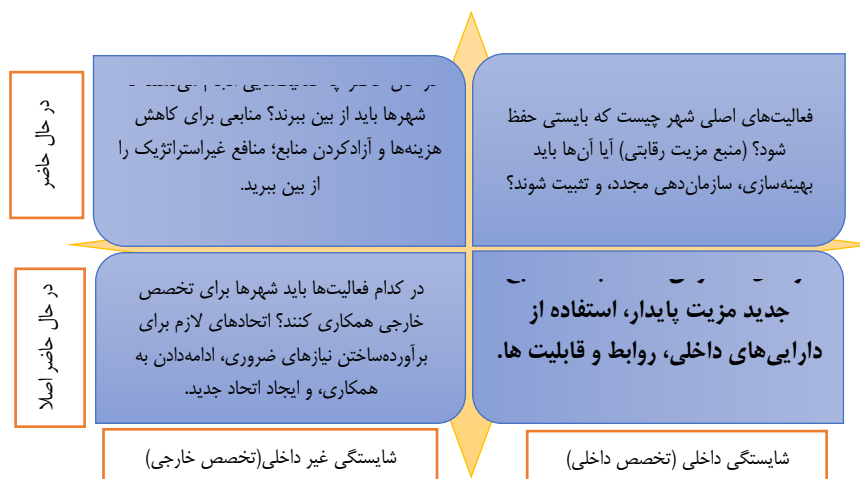 فعالیت‌های اصلی شهر چیست که بایستی حفظ
شود؟ (منبع مزیت رقابتی) آیا آن‌ها باید
بهینه‌سازی، سازمان‌دهی مجدد، و تثبیت شوند؟
شهرها باید از بین ببرند؟ منابعی برای کاهش
هزینه‌ها و آزادکردن منابع؛ منافع غیراستراتژیک را
از بین ببرید.
در حال حاضر
جدید مزیت پایدار، استفاده از
دارایی‌های داخلی، روابط و قابلیت ها.
در کدام فعالیت‌ها باید شهرها برای تخصص
خارجی همکاری کنند؟ اتحادهای لازم برای
برآورده‌ساختن نیازهای ضروری، ادامه‌دادن به
همکاری، و ایجاد اتحاد جدید.
در حال حاضر اصلا
شایستگی داخلی (تخصص داخلی)
شایستگی غیر داخلی(تخصص خارجی)